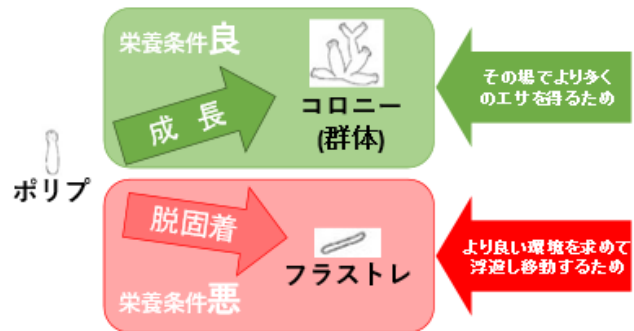 栄養条件良
成長
コロニー
(群体)
その場でより多く
のエサを得るため
ポリプ
脱固着
フラストレ
栄養条件悪
より良い環境を求めて
浮遊し移動するため